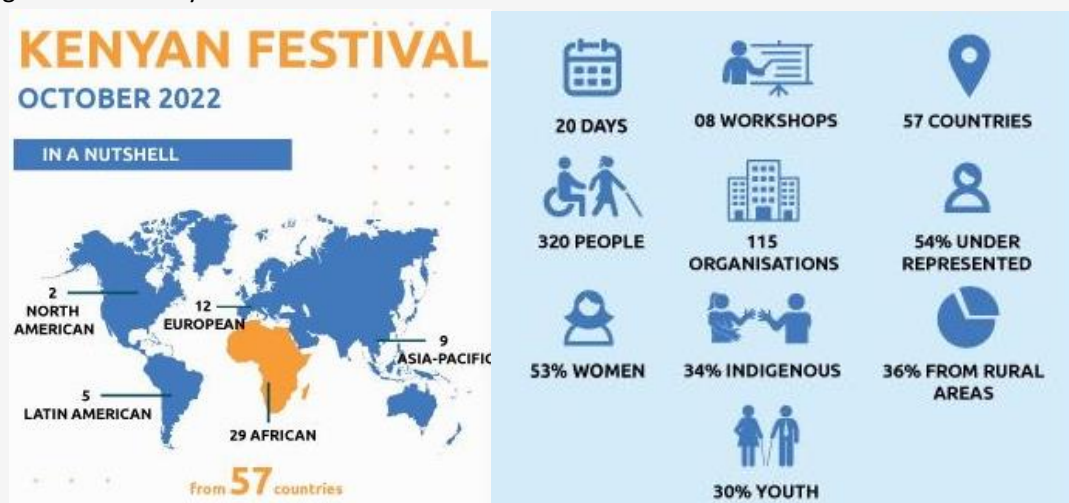 KENYAN FESTIVAL
OCTOBER 2022
IN A NUTSHELL
2
NORTH
AMERICAN
12
EUROPEAN
9
ASIA-PACIFIC
5
LATIN AMERICAN
29 AFRICAN
from 57 countries
20 DAYS
08 WORKSHOPS
57 COUNTRIES
320 PEOPLE
115
ORGANISATIONS
54% UNDER
REPRESENTED
53% WOMEN
34% INDIGENOUS
36% FROM RURAL
AREAS
30% YOUTH